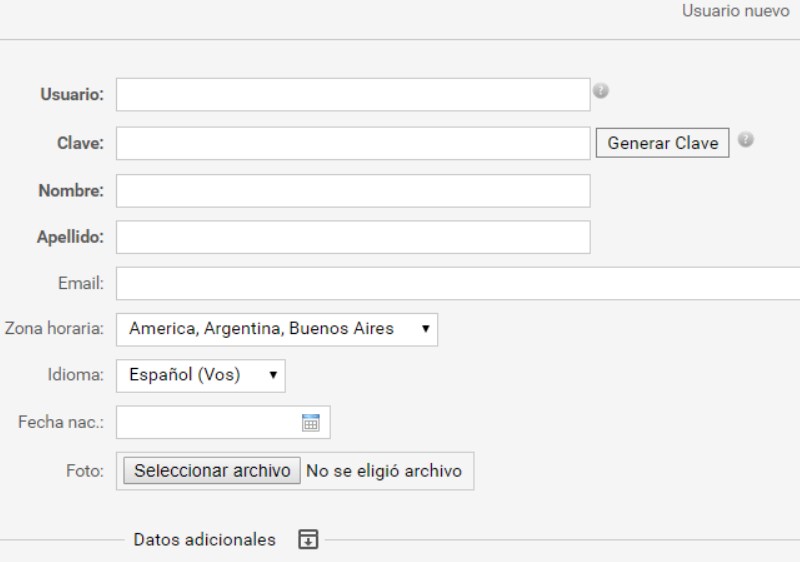 Usuario nuevo
Usuario:
Clave: Generar Clave
Nombre:
Apellido:
Email:
Zona horaria: America, Argentina, Buenos Aires
Idioma: Español (Vos)
Fecha nac.:
Foto: Seleccionar archivo No se eligió archivo
Datos adicionales